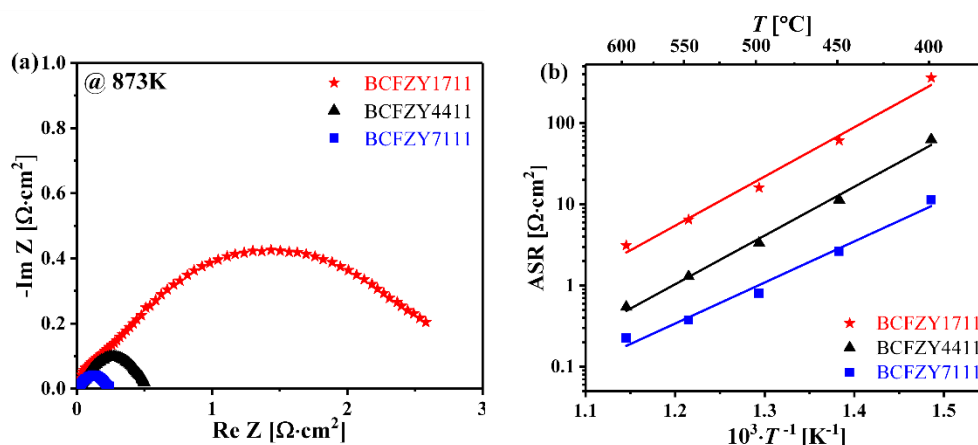 (a)
@ 873K
BCFZY1711
BCFZY4411
BCFZY7111
-Im Z [Ω·cm²]
1.0
0.8
0.6
0.4
0.2
0.0
0 1 2 3
Re Z [Ω·cm²]
T [°C]
600 550 500 450 400
(b)
ASR [Ω·cm²]
100
10
1
0.1
BCFZY1711
BCFZY4411
BCFZY7111
1.1 1.2 1.3 1.4 1.5
10³·T⁻¹ [K⁻¹]